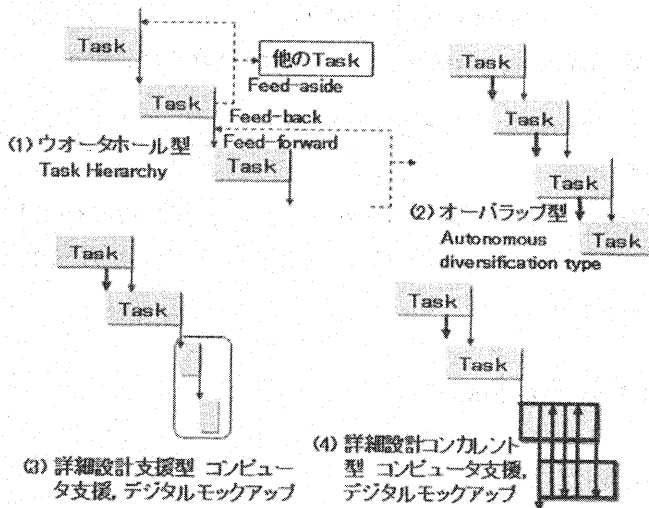 Task
他のTask
Feed-aside
Task
Feed-back
Feed-forward
(1) ウオータホール型
Task Hierarchy
Task
Task
Task
Task
Task
(2) オーバラップ型
Autonomous
diversification type
Task
Task
(3) 詳細設計支援型 コンピュー
タ支援, デジタルモックアップ
Task
Task
(4) 詳細設計コンカレント
型 コンピュータ支援,
デジタルモックアップ